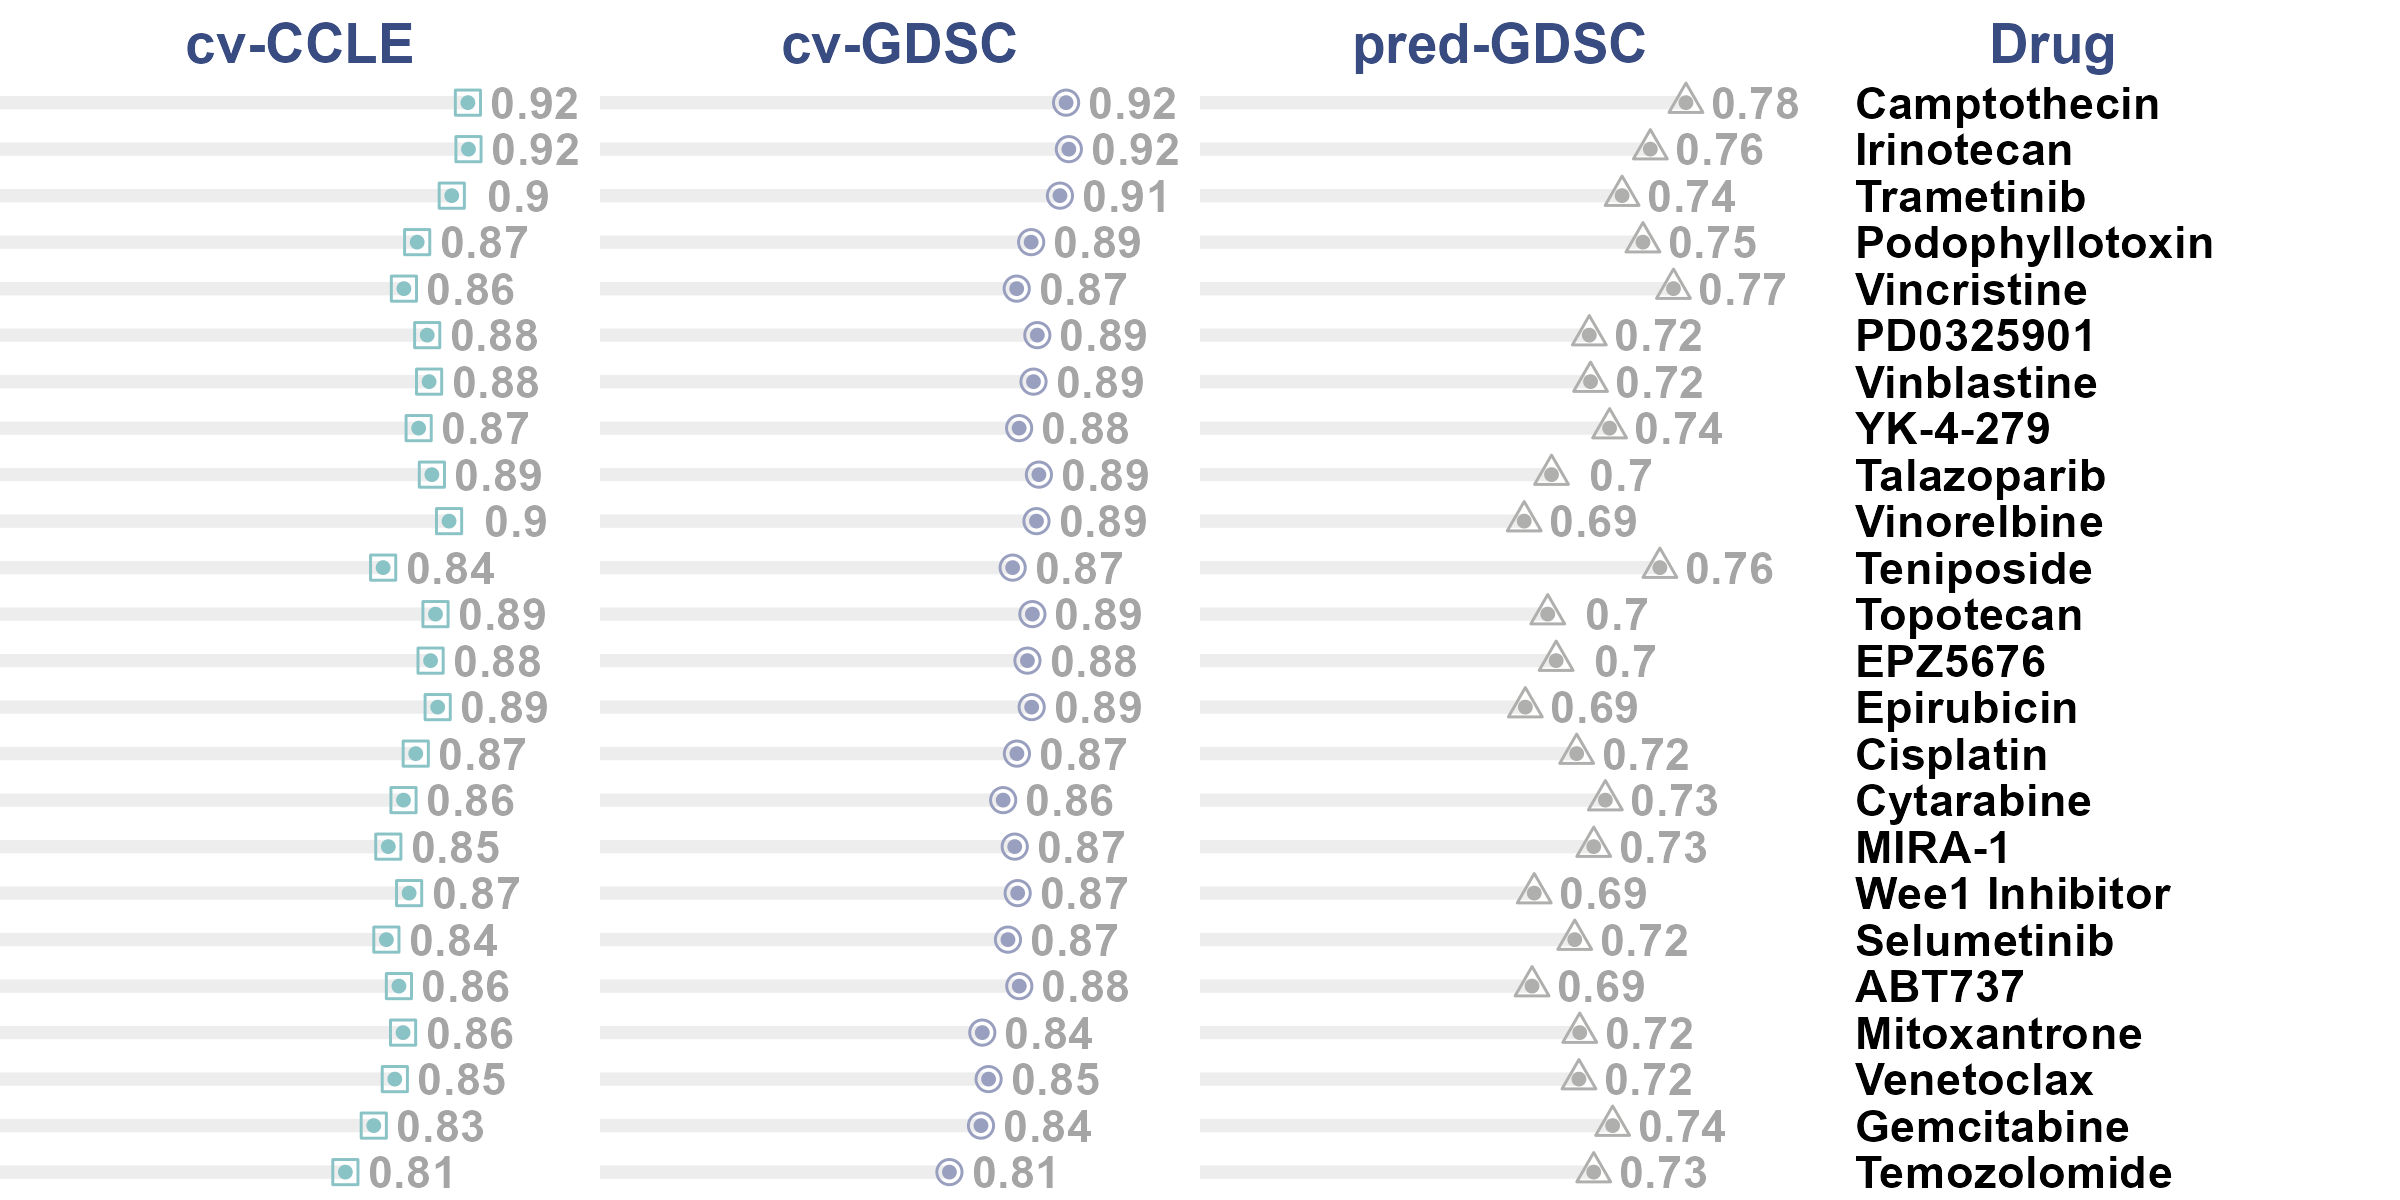 cv-CCLE cv-GDSC pred-GDSC Drug
0.92 0.92 0.78 Camptothecin
0.92 0.92 0.76 Irinotecan
0.9 0.91 0.74 Trametinib
0.87 0.89 0.75 Podophyllotoxin
0.86 0.87 0.77 Vincristine
0.88 0.89 0.72 PD0325901
0.88 0.89 0.72 Vinblastine
0.87 0.88 0.74 YK-4-279
0.89 0.89 0.7 Talazoparib
0.9 0.89 0.69 Vinorelbine
0.84 0.87 0.76 Teniposide
0.89 0.89 0.7 Topotecan
0.88 0.88 0.7 EPZ5676
0.89 0.89 0.69 Epirubicin
0.87 0.87 0.72 Cisplatin
0.86 0.86 0.73 Cytarabine
0.85 0.87 0.73 MIRA-1
0.87 0.87 0.69 Wee1 Inhibitor
0.84 0.87 0.72 Selumetinib
0.86 0.88 0.69 ABT737
0.86 0.84 0.72 Mitoxantrone
0.85 0.85 0.72 Venetoclax
0.83 0.84 0.74 Gemcitabine
0.81 0.81 0.73 Temozolomide